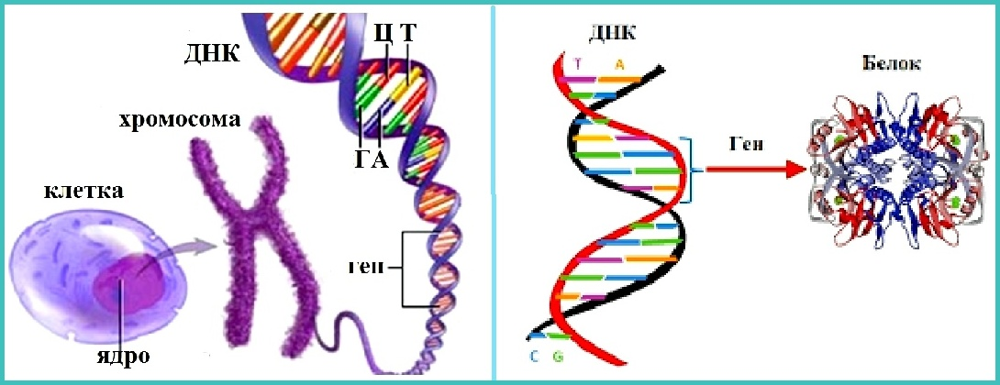 ДНК
Ц Т
хромосома
Г А
клетка
ген
ядро
ДНК
T A
Белок
Ген
C G